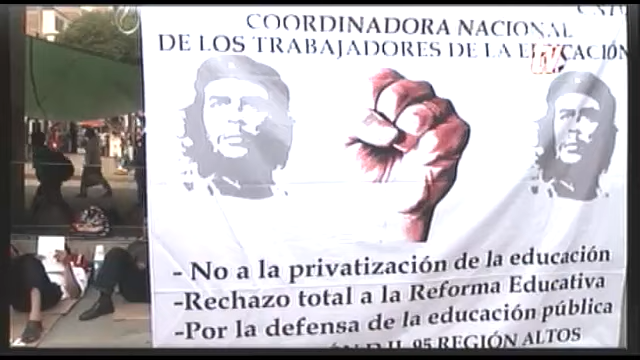 COORDINADORA NACIONAL
DE LOS TRABAJADORES DE LA EDUCACIÓN
- No a la privatización de la educación
-Rechazo total a la Reforma Educativa
-Por la defensa de la educación pública
95 REGIÓN ALTOS